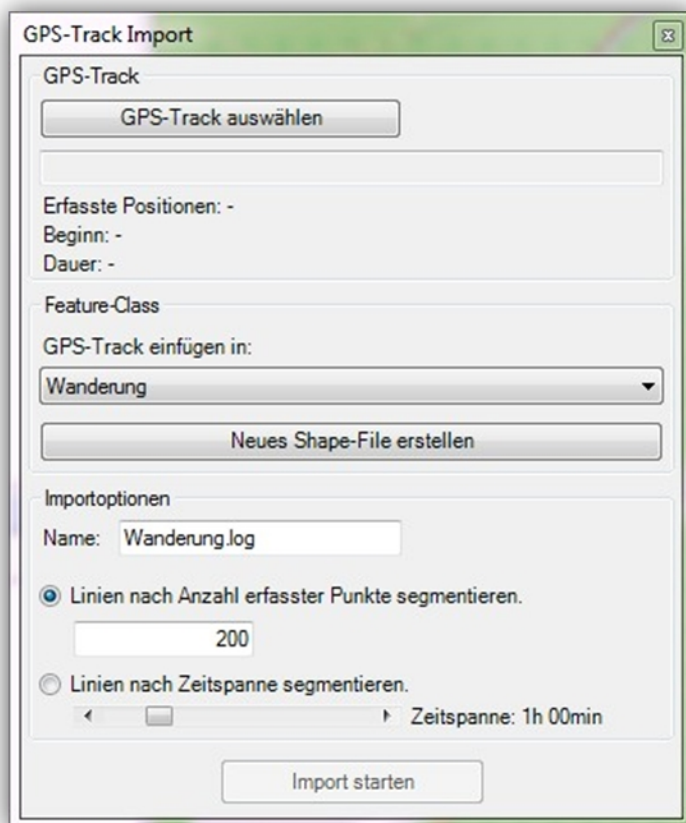 GPS-Track Import
GPS-Track
GPS-Track auswählen
Erfasste Positionen: -
Beginn: -
Dauer: -
Feature-Class
GPS-Track einfügen in:
Wanderung
Neues Shape-File erstellen
Importoptionen
Name: Wanderung.log
Linien nach Anzahl erfasster Punkte segmentieren.
200
Linien nach Zeitspanne segmentieren.
Zeitspanne: 1h 00min
Import starten